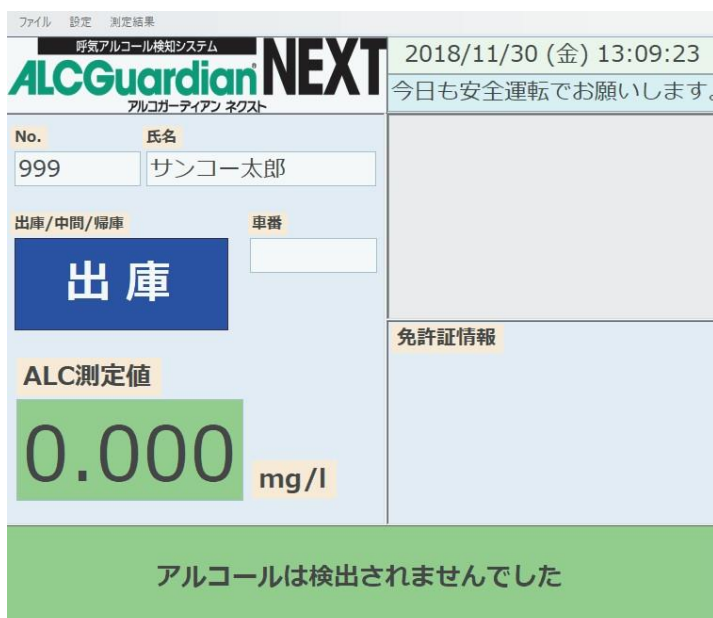 ファイル 設定 測定結果
呼気アルコール検知システム
ALCGuardian NEXT
アルコガーディアン ネクスト
2018/11/30 (金) 13:09:23
今日も安全運転でお願いします。
No. 氏名
999 サンコー太郎
出庫/中間/帰庫 車番
出庫
免許証情報
ALC測定値
0.000 mg/l
アルコールは検出されませんでした